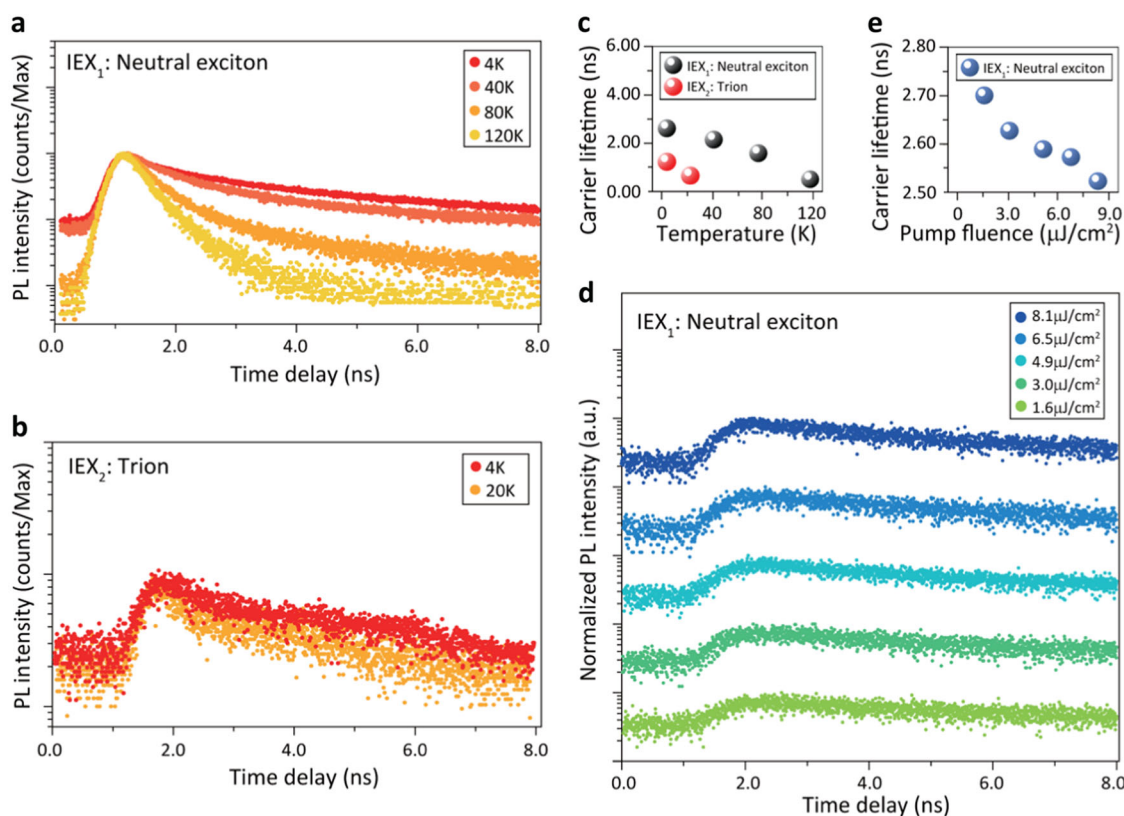 a
IEX₁: Neutral exciton
4K
40K
80K
120K
PL intensity (counts/Max)
0.0
2.0
4.0
6.0
8.0
Time delay (ns)
b
IEX₂: Trion
4K
20K
PL intensity (counts/Max)
0.0
2.0
4.0
6.0
8.0
Time delay (ns)
c
Carrier lifetime (ns)
6.00
4.00
2.00
0.00
IEX₁: Neutral exciton
IEX₂: Trion
0
40
80
120
Temperature (K)
e
Carrier lifetime (ns)
2.80
2.70
2.60
2.50
IEX₁: Neutral exciton
0
3.0
6.0
9.0
Pump fluence (μJ/cm²)
d
IEX₁: Neutral exciton
8.1μJ/cm²
6.5μJ/cm²
4.9μJ/cm²
3.0μJ/cm²
1.6μJ/cm²
Normalized PL intensity (a.u.)
0.0
2.0
4.0
6.0
8.0
Time delay (ns)